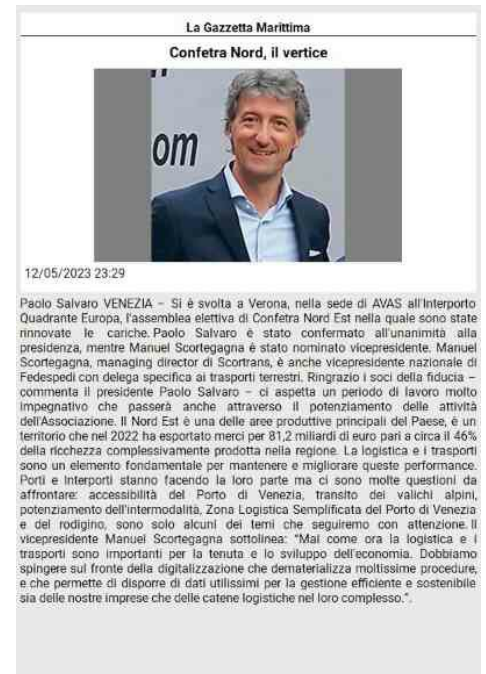 La Gazzetta Marittima
Confetra Nord, il vertice
om
12/05/2023 23:29
Paolo Salvaro VENEZIA – Si è svolta a Verona, nella sede di AVAS all'Interporto
Quadrante Europa, l'assemblea elettiva di Confetra Nord Est nella quale sono state
rinnovate le cariche. Paolo Salvaro è stato confermato all'unanimità alla
presidenza, mentre Manuel Scortegagna è stato nominato vicepresidente. Manuel
Scortegagna, managing director di Scortrans, è anche vicepresidente nazionale di
Fedespedi con delega specifica ai trasporti terrestri. Ringrazio i soci della fiducia –
commenta il presidente Paolo Salvaro – ci aspetta un periodo di lavoro molto
impegnativo che passerà anche attraverso il potenziamento delle attività
dell'Associazione. Il Nord Est è una delle aree produttive principali del Paese, è un
territorio che nel 2022 ha esportato merci per 81,2 miliardi di euro pari a circa il 46%
della ricchezza complessivamente prodotta nella regione. La logistica e i trasporti
sono un elemento fondamentale per mantenere e migliorare queste performance.
Porti e Interporti stanno facendo la loro parte ma ci sono molte questioni da
affrontare: accessibilità del Porto di Venezia, transito dei valichi alpini,
potenziamento dell'intermodalità, Zona Logistica Semplificata del Porto di Venezia
e del rodigino, sono solo alcuni dei temi che seguiremo con attenzione. Il
vicepresidente Manuel Scortegagna sottolinea: “Mai come ora la logistica e i
trasporti sono importanti per la tenuta e lo sviluppo dell'economia. Dobbiamo
spingere sul fronte della digitalizzazione che dematerializza moltissime procedure,
e che permette di disporre di dati utilissimi per la gestione efficiente e sostenibile
sia delle nostre imprese che delle catene logistiche nel loro complesso.”.